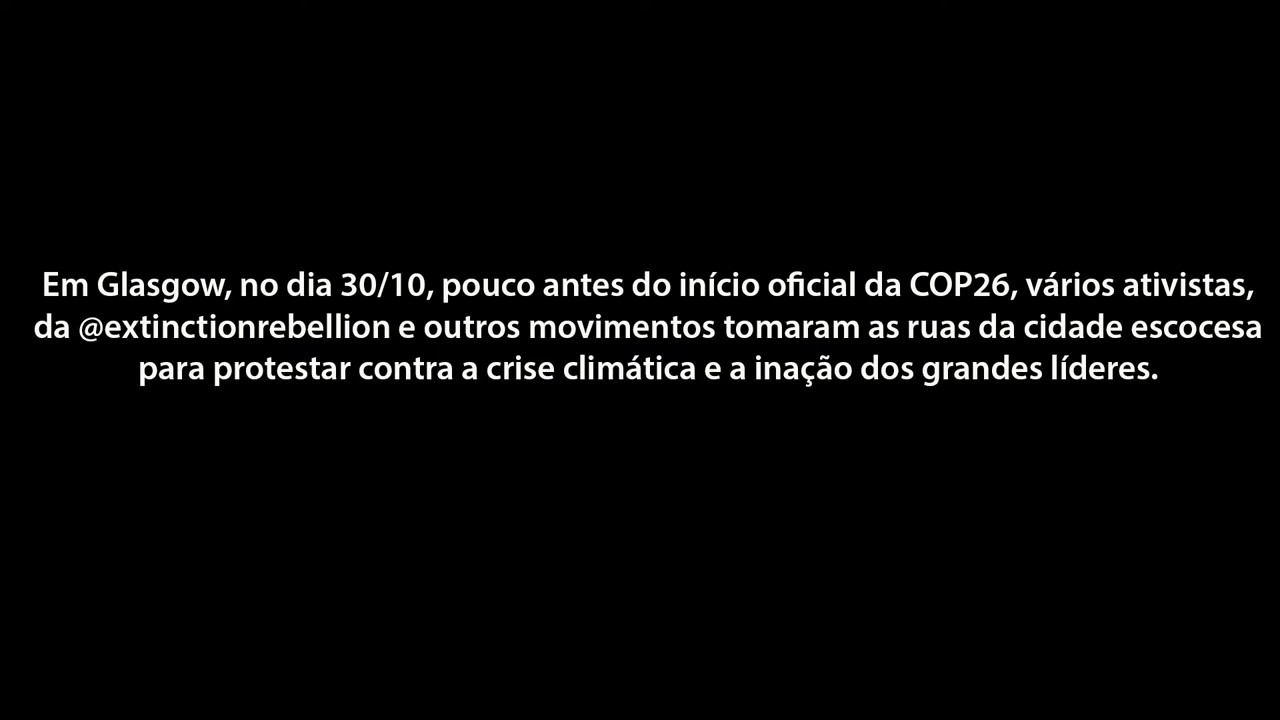 Em Glasgow, no dia 30/10, pouco antes do início oficial da COP26, vários ativistas,
da @extinctionrebellion e outros movimentos tomaram as ruas da cidade escocesa
para protestar contra a crise climática e a inação dos grandes líderes.